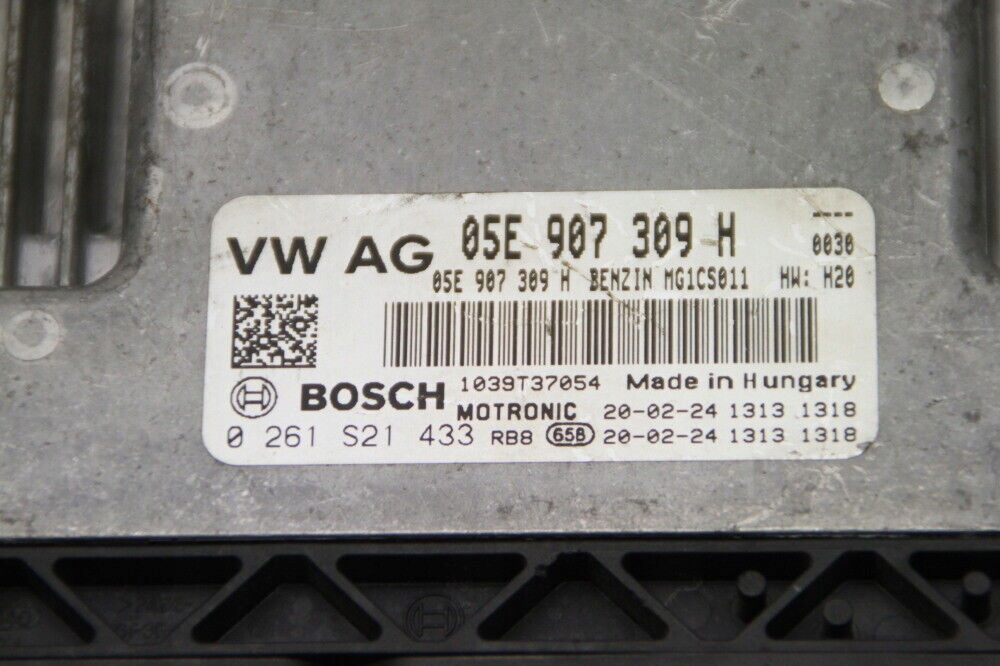 VW AG 05E 907 309 H ----
0030
05E 907 309 H BENZIN MG1CS011 HW: H20
BOSCH 1039T37054 Made in Hungary
MOTRONIC 20-02-24 1313 1318
0 261 S21 433 RB8 658 20-02-24 1313 1318